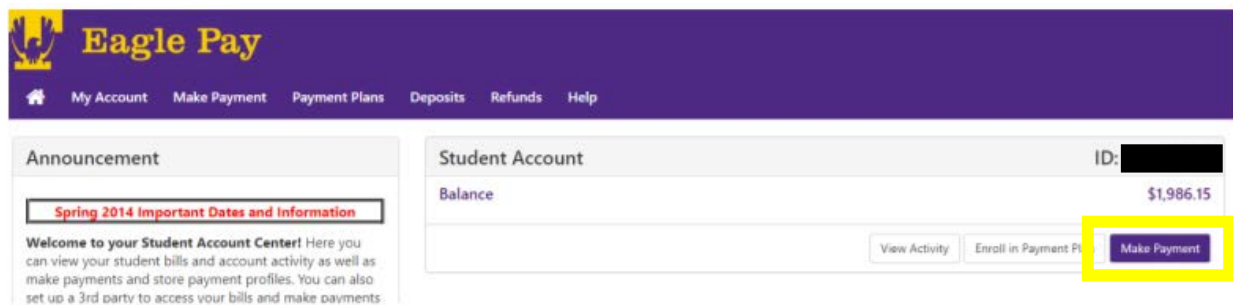 Eagle Pay
My Account Make Payment Payment Plans Deposits Refunds Help
Announcement
Spring 2014 Important Dates and Information
Welcome to your Student Account Center! Here you
can view your student bills and account activity as well as
make payments and store payment profiles. You can also
set up a 3rd party to access your bills and make payments
Student Account ID:
Balance $1,986.15
View Activity Enroll in Payment Make Payment